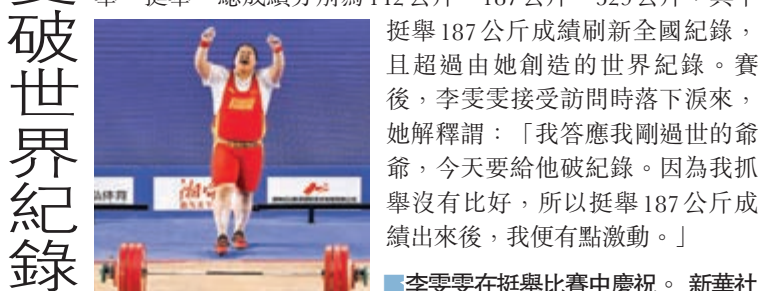 破世界紀錄
舉、挺舉、總成績分別為142公斤、187公斤、329公斤。其中
挺舉187公斤成績刷新全國紀錄，
且超過由她創造的世界紀錄。賽
後，李雯雯接受訪問時落下淚來，
她解釋謂：「我答應我剛過世的爺
爺，今天要給他破紀錄。因為我抓
舉沒有比好，所以挺舉187公斤成
績出來後，我便有點激動。」
体育
李雯雯在挺舉比賽中慶祝。 新華社